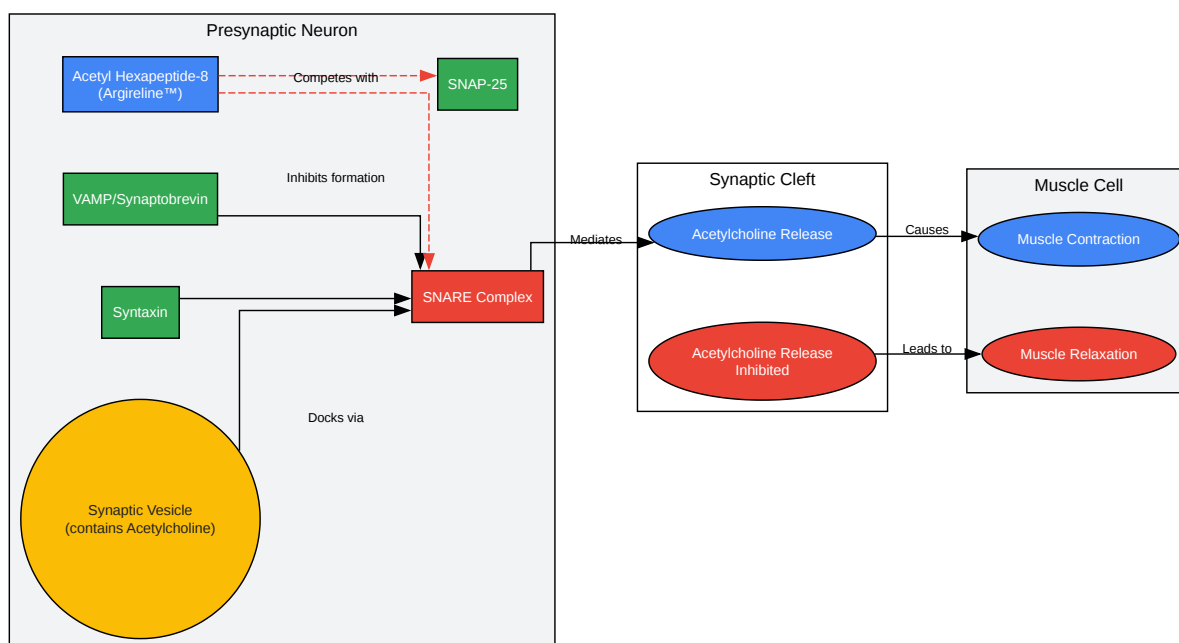 Presynaptic Neuron
Acetyl Hexapeptide-8
(Argireline™)
Competes with
SNAP-25
VAMP/Synaptobrevin
Inhibits formation
Syntaxin
SNARE Complex
Docks via
Synaptic Vesicle
(contains Acetylcholine)
Mediates
Synaptic Cleft
Acetylcholine Release
Causes
Acetylcholine Release
Inhibited
Leads to
Muscle Cell
Muscle Contraction
Muscle Relaxation